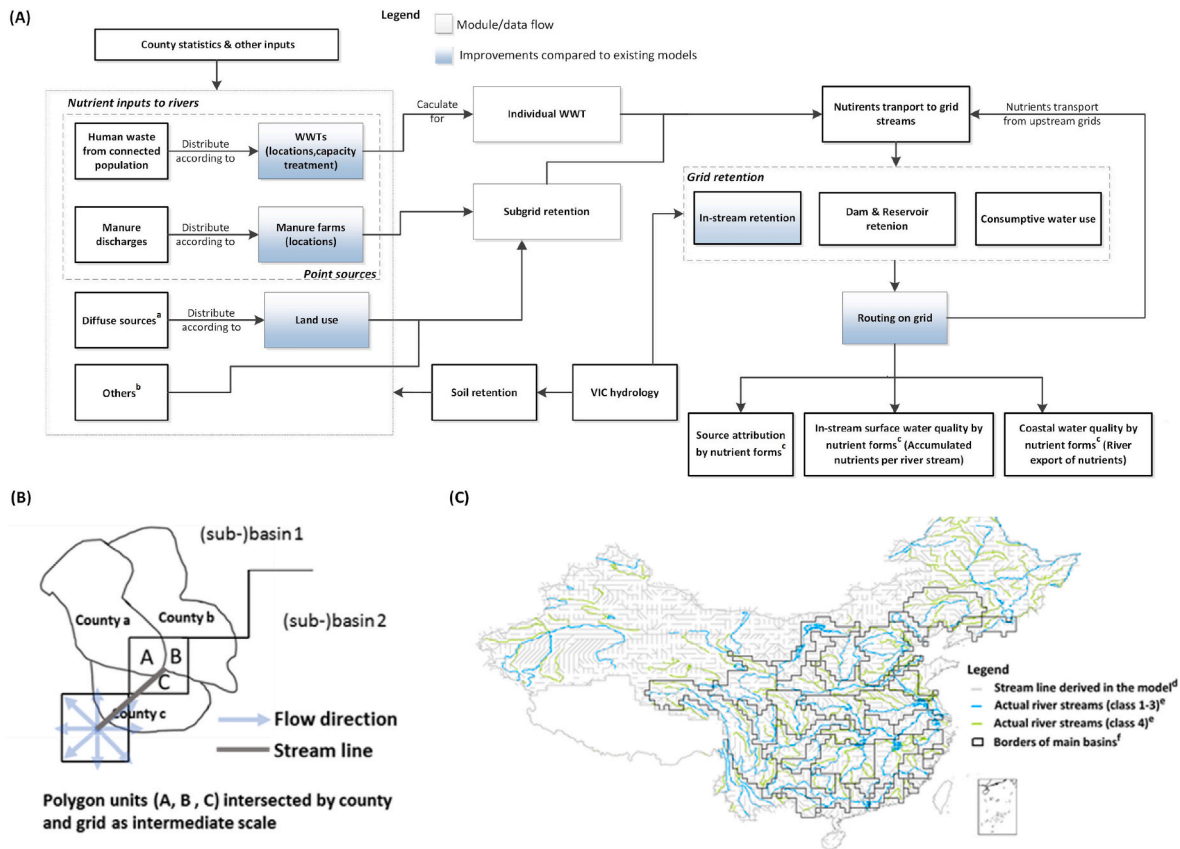 (A)
Legend
Module/data flow
Improvements compared to existing models
County statistics & other inputs
Nutrient inputs to rivers
Human waste
from connected
population
Distribute
according to
WWTs
(locations,capacity
treatment)
Caculate
for
Individual WWT
Nutirents tranport to grid
streams
Nutrients transport
from upstream grids
Manure
discharges
Distribute
according to
Manure farms
(locations)
Point sources
Subgrid retention
Grid retention
In-stream retention
Dam & Reservoir
retenion
Consumptive water use
Diffuse sources a
Distribute
according to
Land use
Routing on grid
Others b
Soil retention
VIC hydrology
Source attribution
by nutrient forms c
In-stream surface water quality by
nutrient forms c (Accumulated
nutrients per river stream)
Coastal water quality by
nutrient forms c (River
export of nutrients)
(B)
(sub-)basin 1
County a
County b
(sub-)basin 2
A
B
C
County c
Flow direction
Stream line
Polygon units (A, B , C) intersected by county
and grid as intermediate scale
(C)
Legend
Stream line derived in the model d
Actual river streams (class 1-3) e
Actual river streams (class 4) e
Borders of main basins f